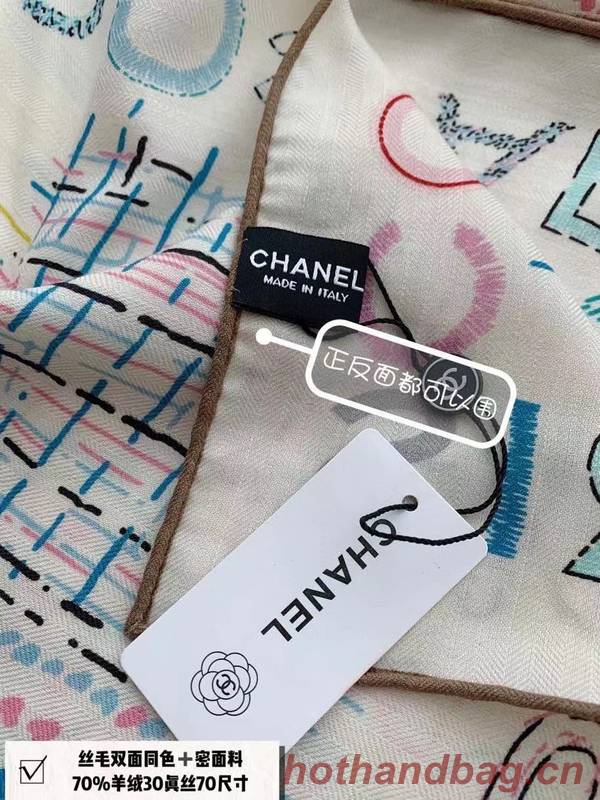 CHANEL
MADE IN ITALY
正反面都可以围
CHANEL
丝毛双面同色+密面料
70%羊绒30真丝70尺寸
hothandbag.cn